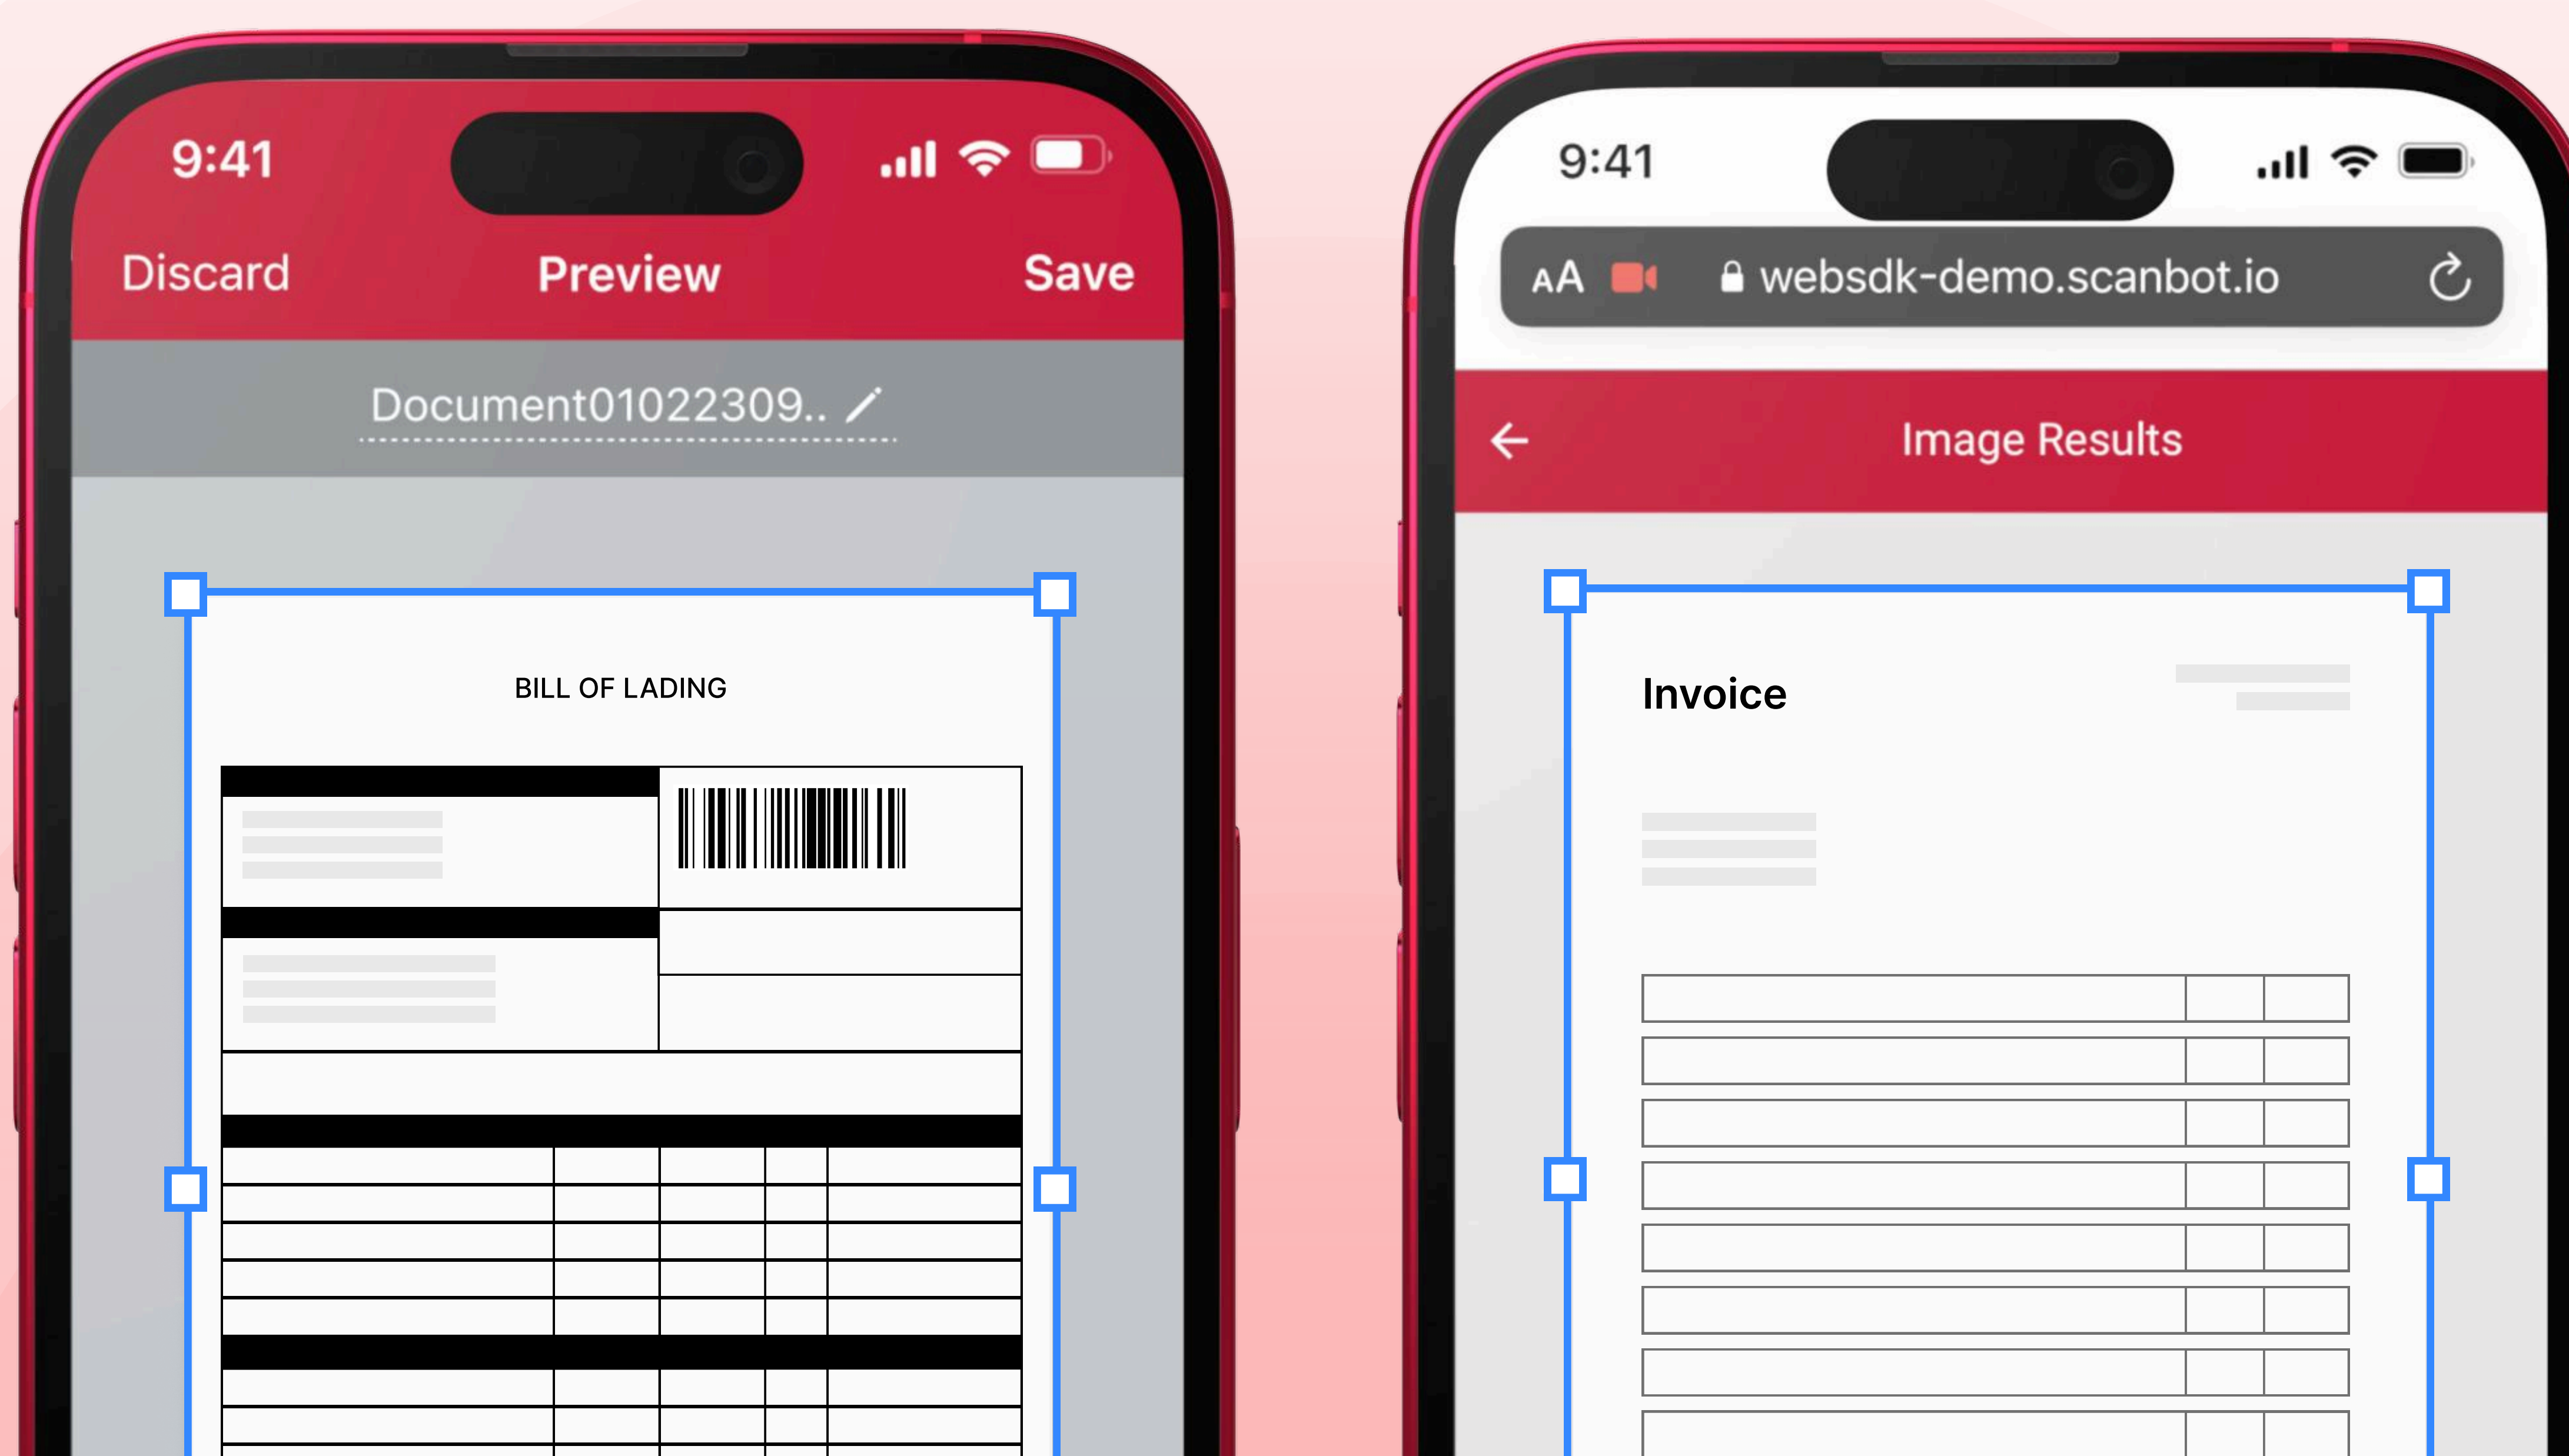 9:41
Discard Preview Save
Document01022309..
BILL OF LADING
9:41
AA websdk-demo.scanbot.io
Image Results
Invoice